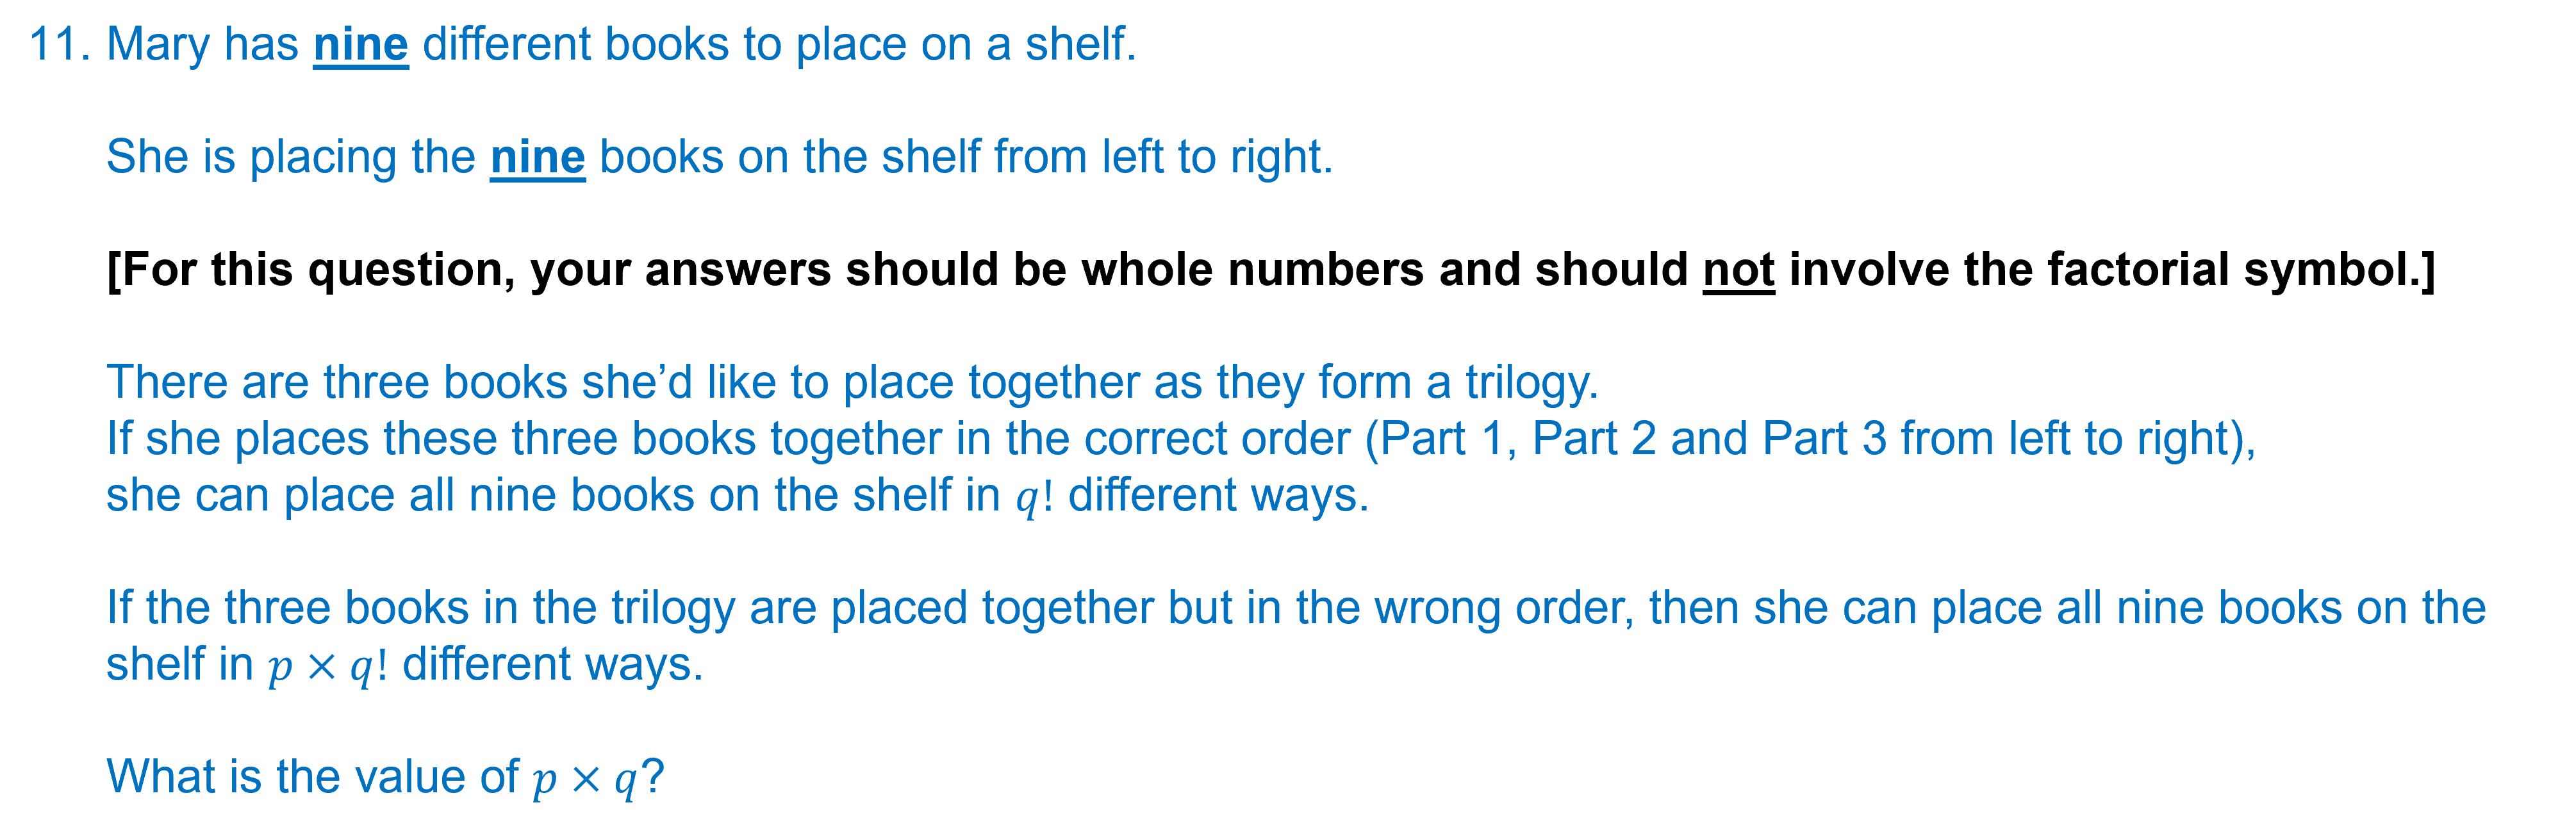 11. Mary has nine different books to place on a shelf.
She is placing the nine books on the shelf from left to right.
[For this question, your answers should be whole numbers and should not involve the factorial symbol.]
There are three books she’d like to place together as they form a trilogy.
If she places these three books together in the correct order (Part 1, Part 2 and Part 3 from left to right),
she can place all nine books on the shelf in q! different ways.
If the three books in the trilogy are placed together but in the wrong order, then she can place all nine books on the
shelf in p × q! different ways.
What is the value of p × q?